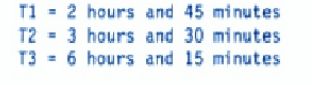 T1 = 2 hours and 45 minutes
T2 = 3 hours and 30 minutes
T3 = 6 hours and 15 minutes